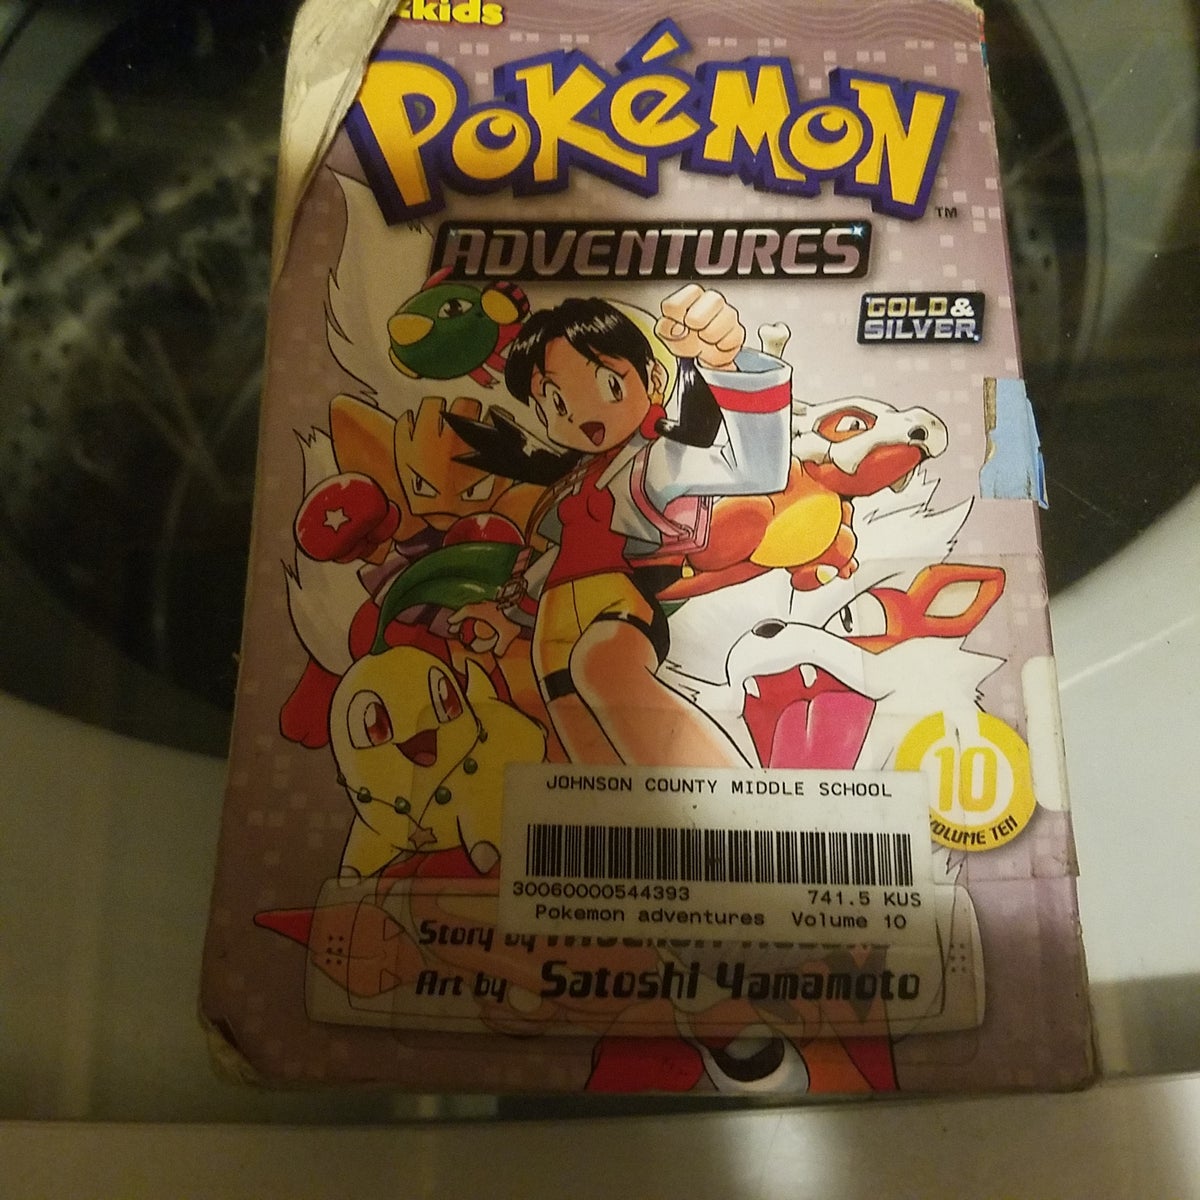 kids
POKéMON
TM
ADVENTURES
GOLD &
SILVER
10
VOLUME TEN
JOHNSON COUNTY MIDDLE SCHOOL
30060000544393 741.5 KUS
Pokemon adventures Volume 10
Story by
Art by Satoshi Yamamoto